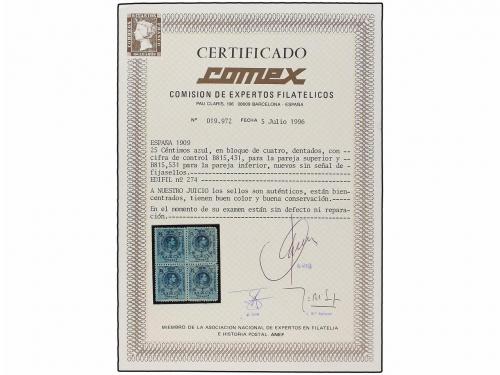 CERTIFICADO
comex
COMISION DE EXPERTOS FILATELICOS
PAU CLARIS, 106 08009 BARCELONA - ESPAÑA
Nº 019.972 FECHA 5 Julio 1996
ESPAÑA 1909
25 Céntimos azul, en bloque de cuatro, dentados, con --
cifra de control B815,431, para la pareja superior y --
B815,531 para la pareja inferior, nuevos sin señal de -
fijasellos.
EDIFIL nº 274
A NUESTRO JUICIO los sellos son auténticos, están bien-
centrados, tienen buen color y buena conservación.
En el momento de su examen están sin defecto ni repara-
ción.
MIEMBRO DE LA ASOCIACION NACIONAL DE EXPERTOS EN FILATELIA
E HISTORIA POSTAL. ANEF